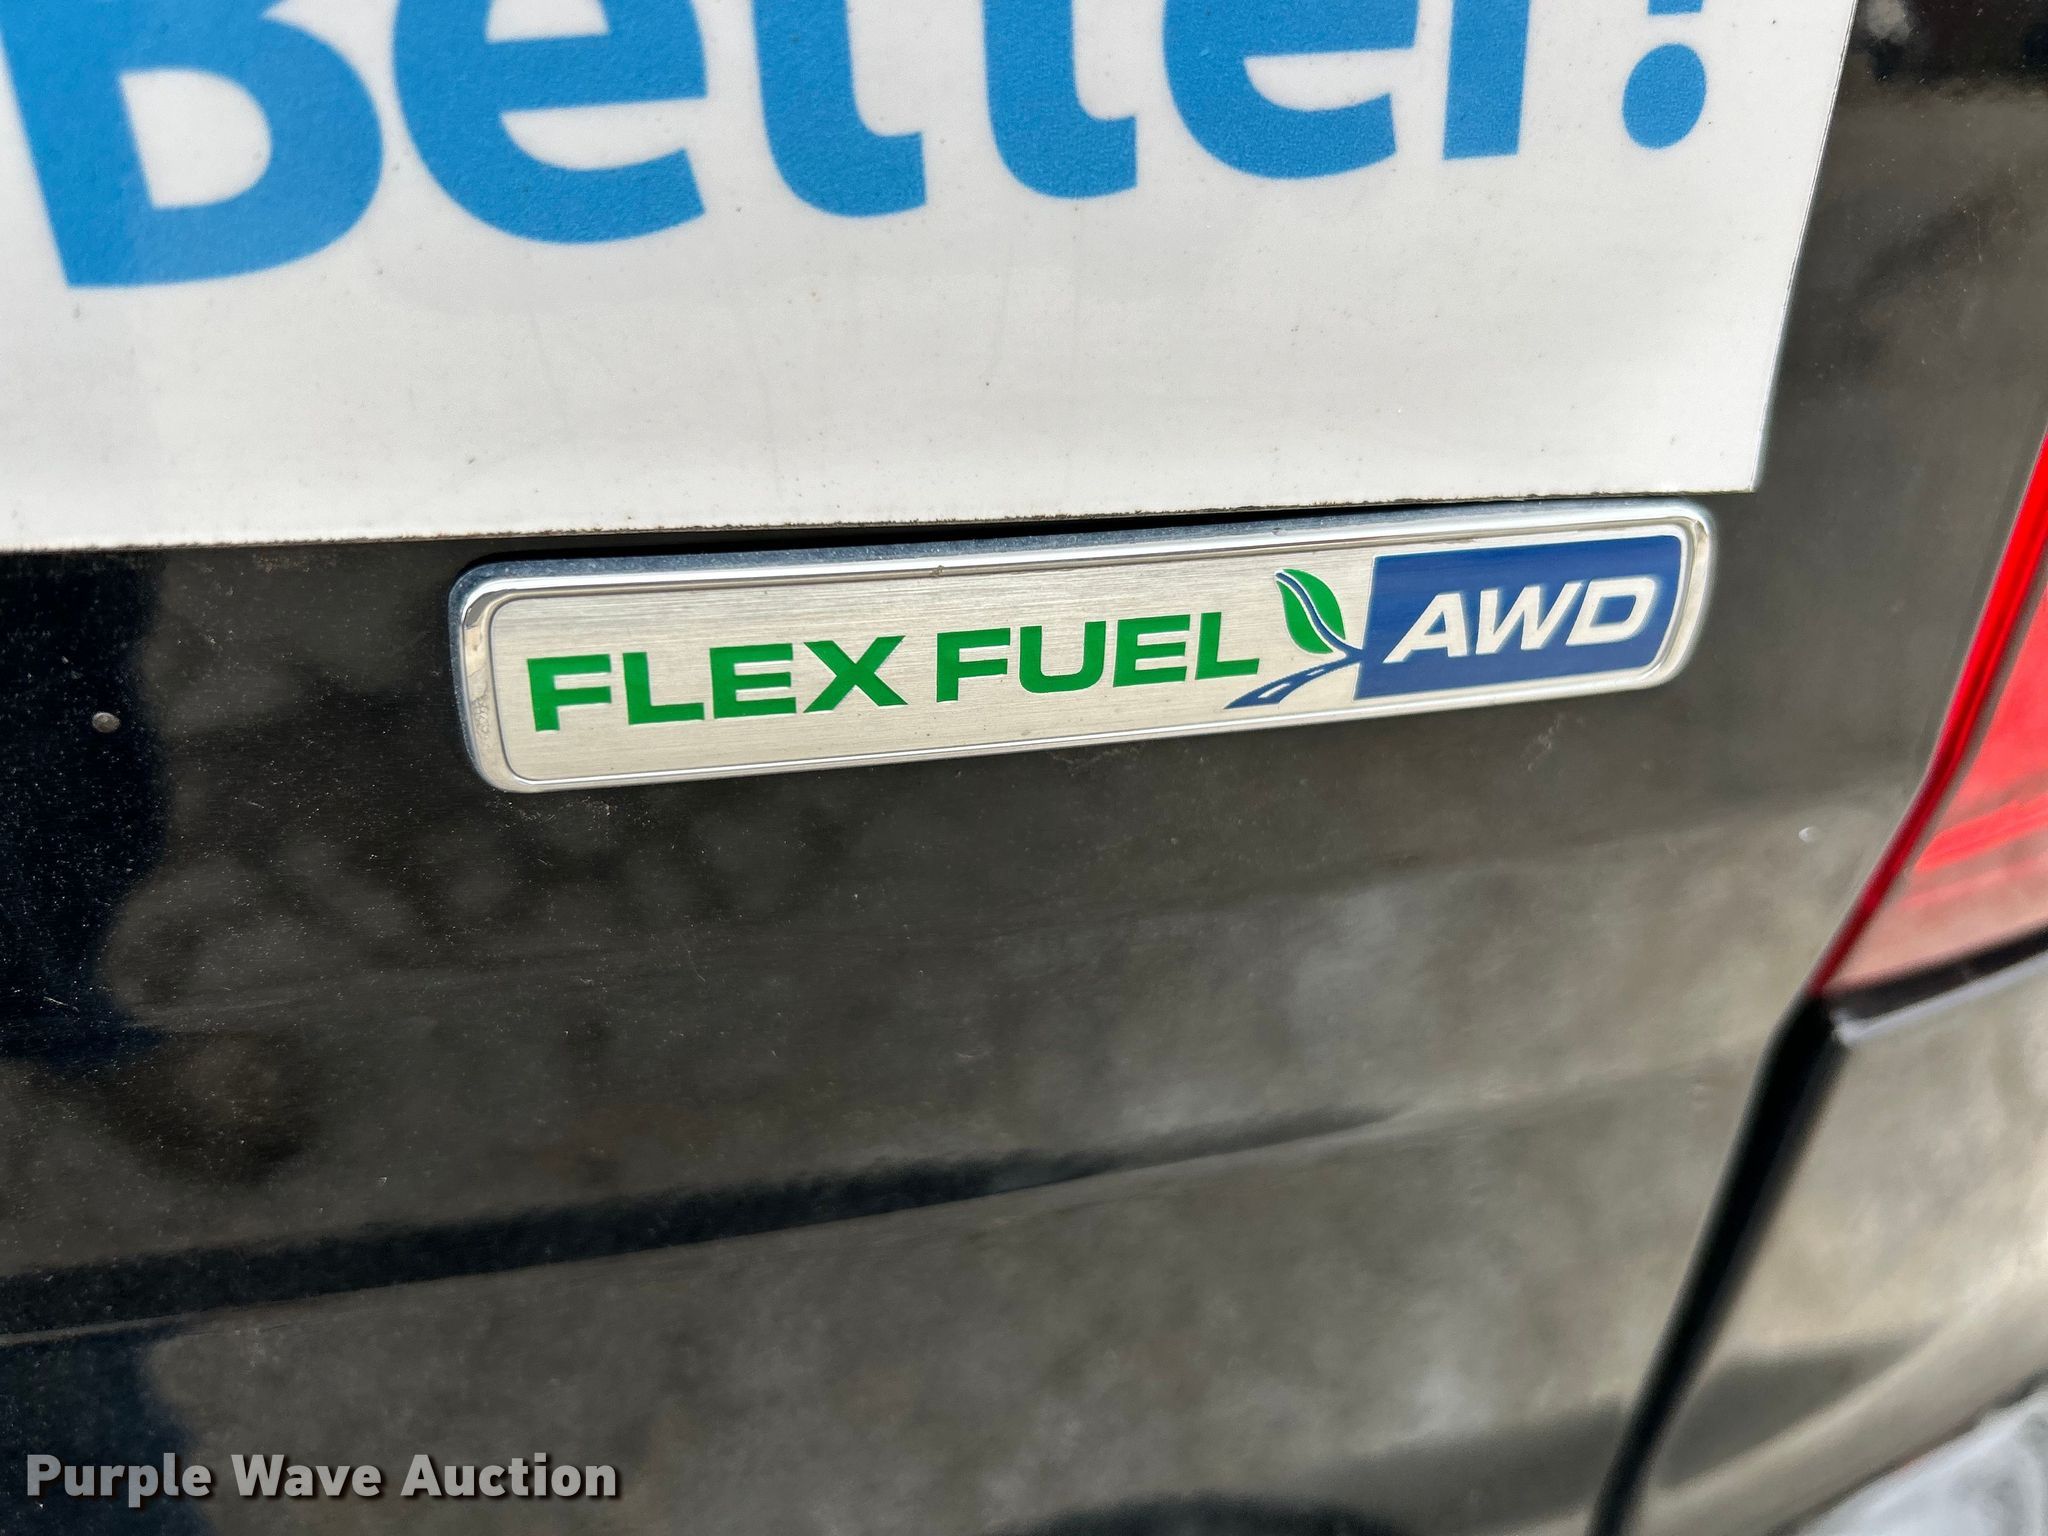 Better!
FLEX FUEL AWD
Purple Wave Auction